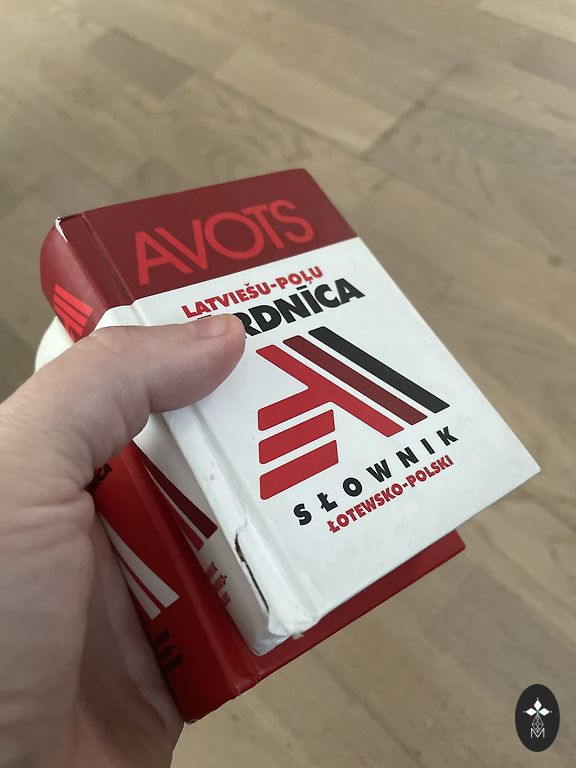 AVOTS
LATVIEŠU-POĻU
RDNĪCA
SŁOWNIK
ŁOTEWSKO-POLSKI
M